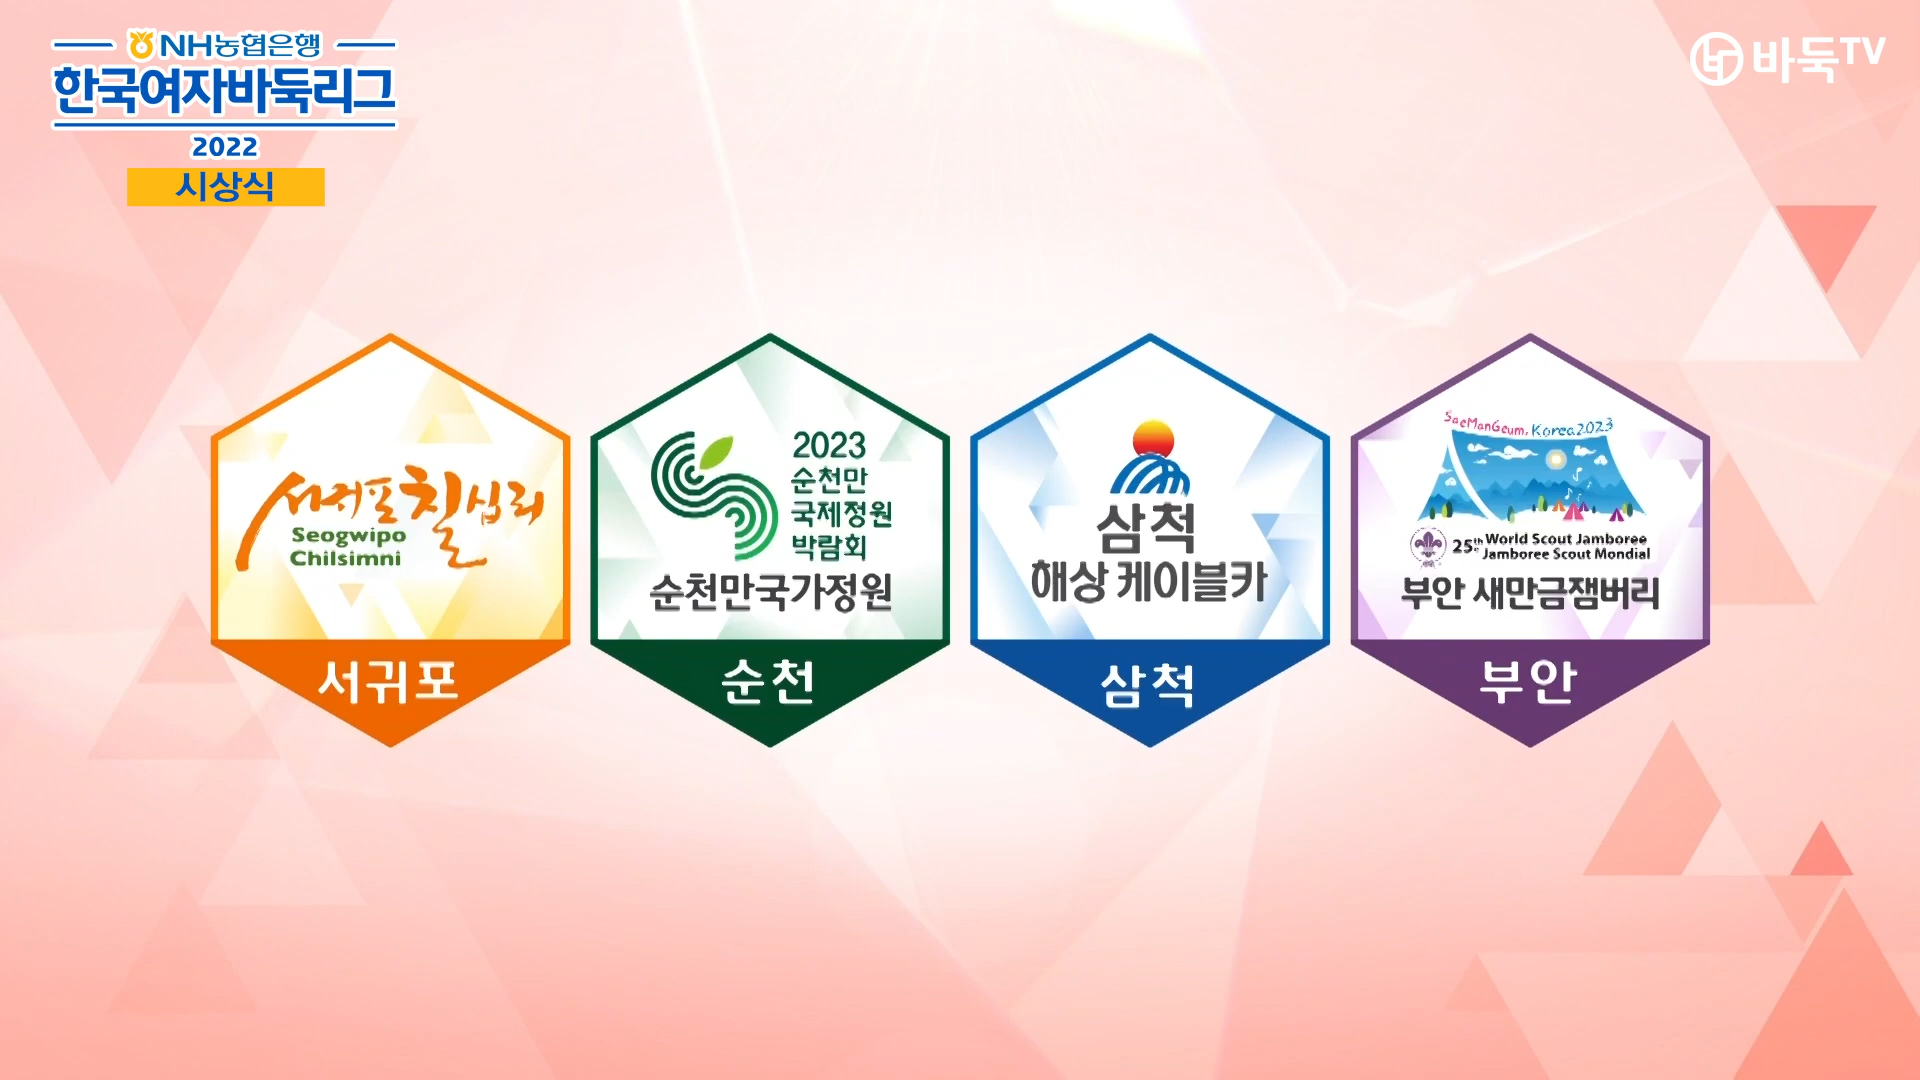 NH농협은행
한국여자바둑리그
2022
시상식
바둑TV
서귀포칠십리
Seogwipo
Chilsimni
서귀포
2023
순천만
국제정원
박람회
순천만국가정원
순천
삼척
해상 케이블카
삼척
SaeManGeum, Korea 2023
25th World Scout Jamboree
Jamboree Scout Mondial
부안 새만금잼버리
부안